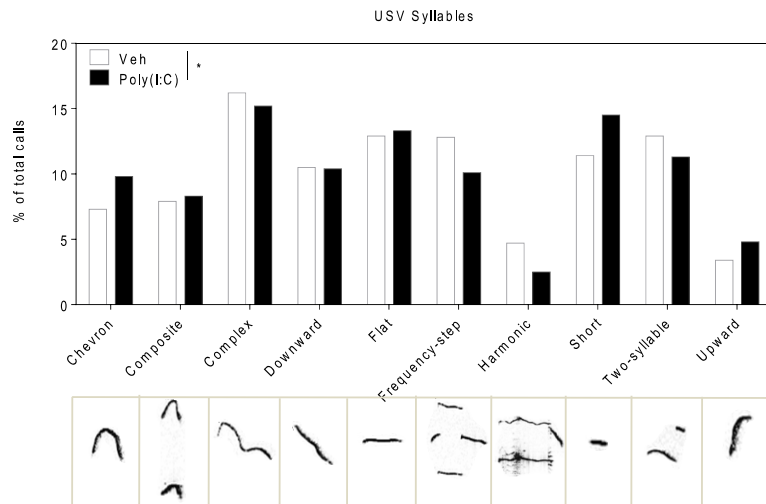 USV Syllables
20
15
10
5
0
% of total calls
Veh
Poly(I:C)
*
Chevron
Composite
Complex
Downward
Flat
Frequency-step
Harmonic
Short
Two-syllable
Upward